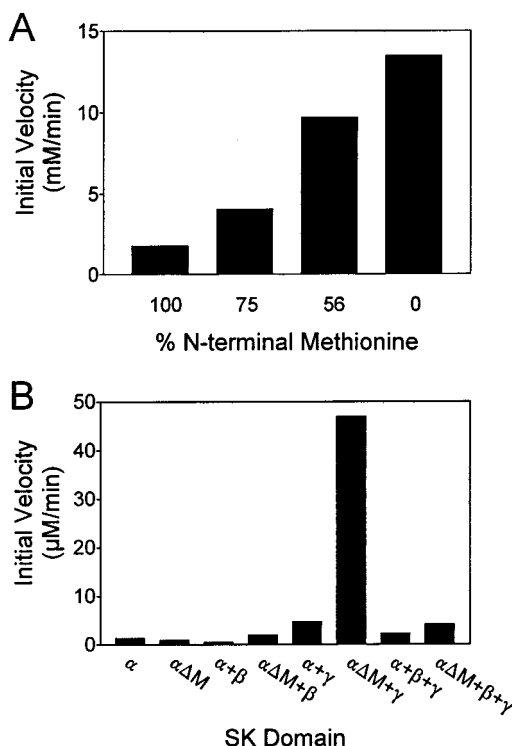 A
Initial Velocity
(mM/min)
15
10
5
0
100 75 56 0
% N-terminal Methionine
B
Initial Velocity
(µM/min)
50
40
30
20
10
0
α αΔM α+β αΔM+β α+γ αΔM+γ α+β+γ αΔM+β+γ
SK Domain